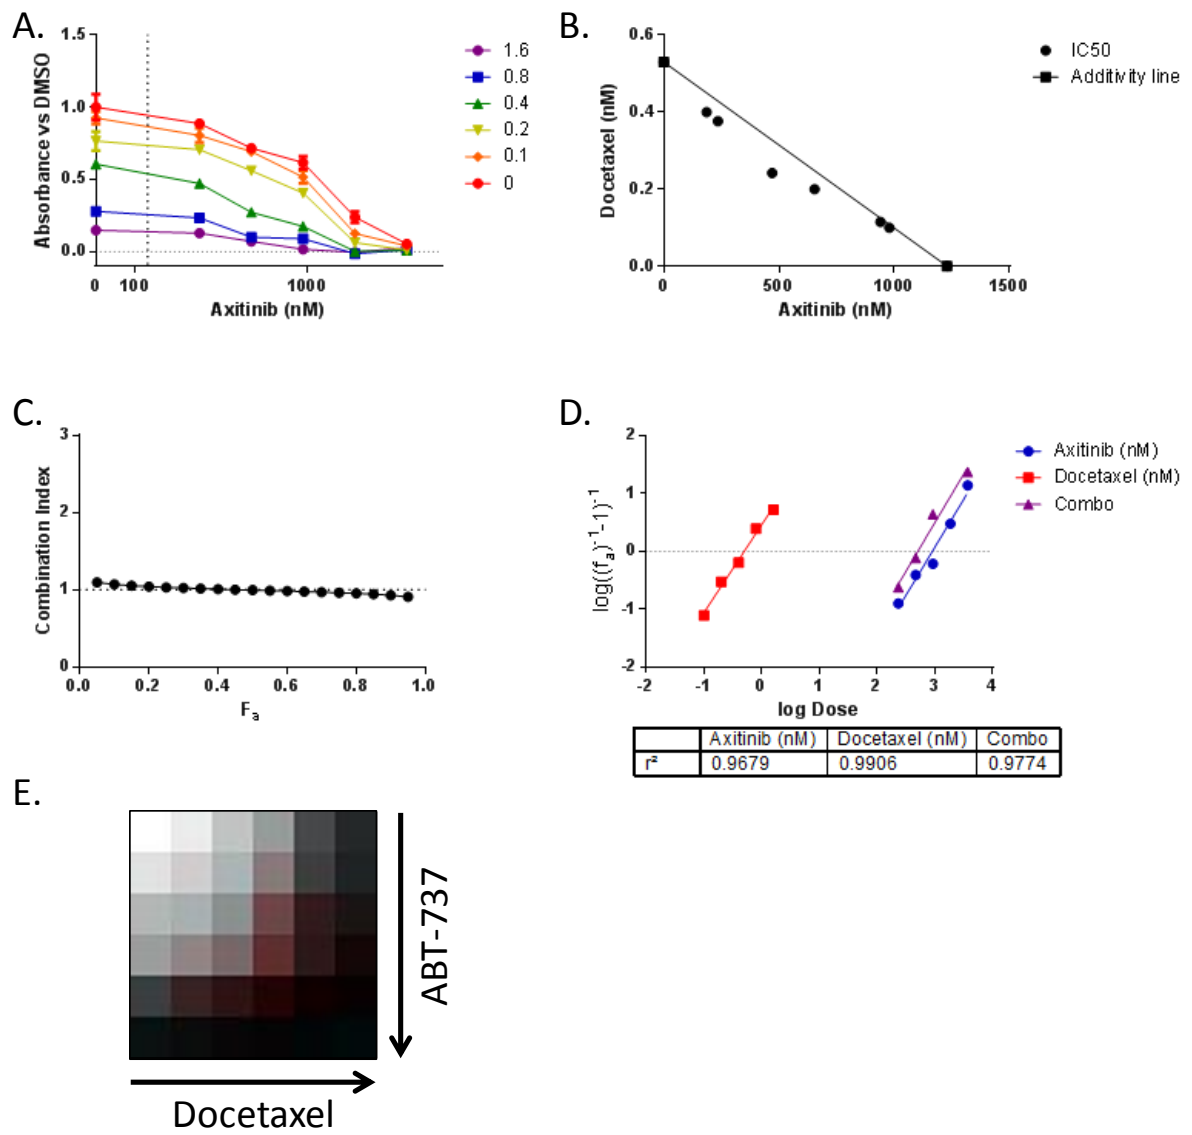 A.
1.5
1.0
0.5
0.0
Absorbance vs DMSO
0 100 1000
Axitinib (nM)
1.6
0.8
0.4
0.2
0.1
0
B.
0.6
0.4
0.2
0.0
Docetaxel (nM)
0 500 1000 1500
Axitinib (nM)
IC50
Additivity line
C.
3
2
1
0
Combination Index
0.0 0.2 0.4 0.6 0.8 1.0
Fa
D.
2
1
0
-1
-2
log((fa)-1-1)-1
-2 -1 0 1 2 3 4
log Dose
Axitinib (nM)
Docetaxel (nM)
Combo
Axitinib (nM) Docetaxel (nM) Combo
r² 0.9679 0.9906 0.9774
E.
ABT-737
Docetaxel